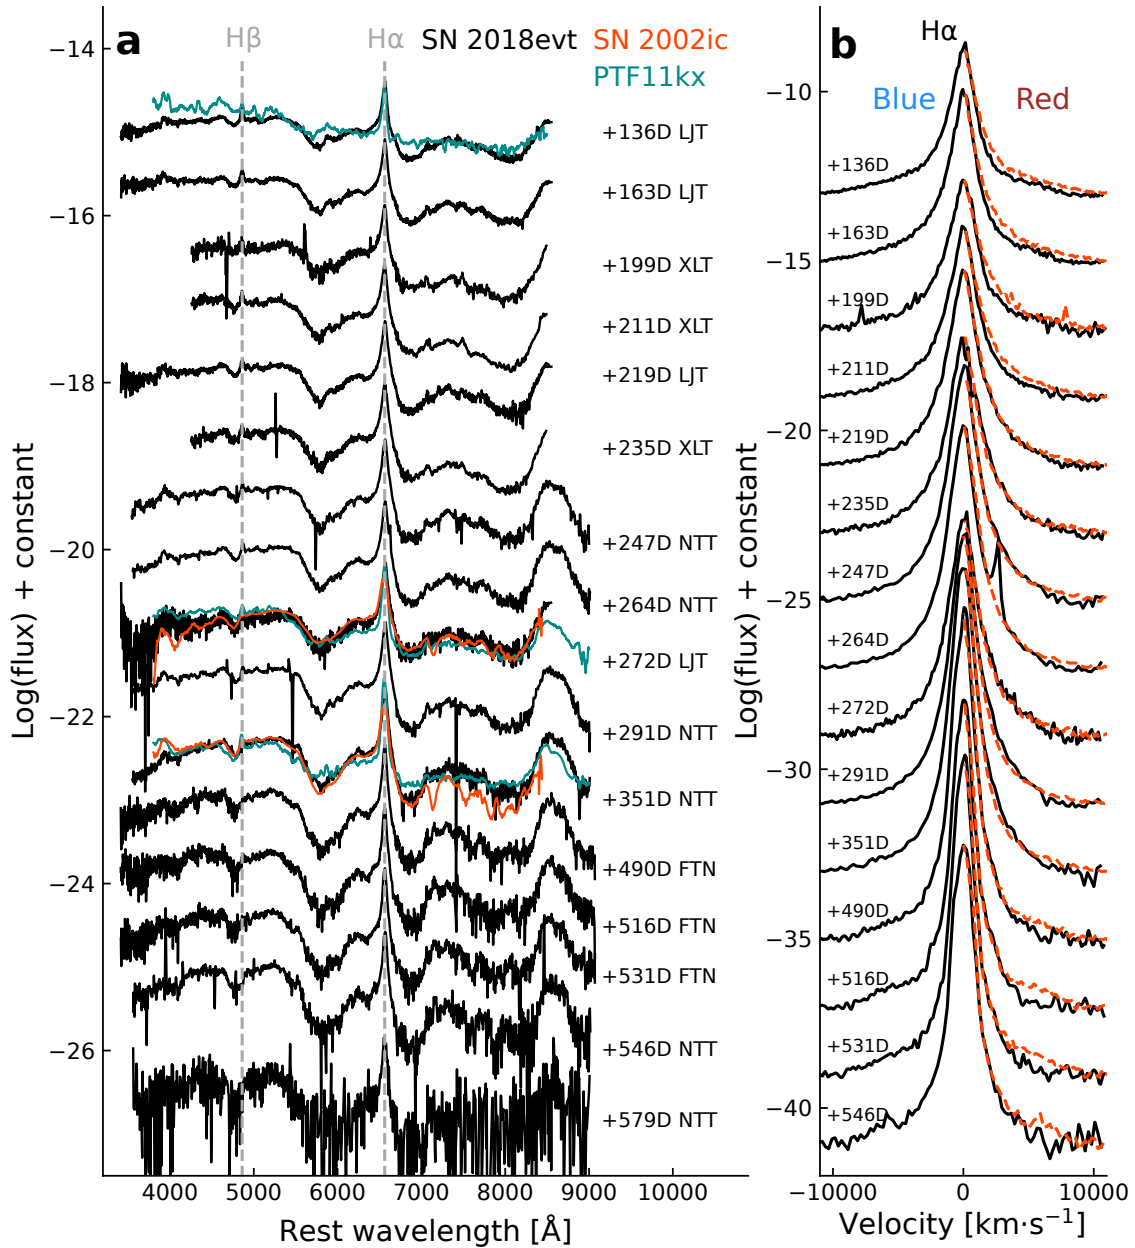 a
Hβ
Hα
SN 2018evt
SN 2002ic
PTF11kx
+136D LJT
+163D LJT
+199D XLT
+211D XLT
+219D LJT
+235D XLT
+247D NTT
+264D NTT
+272D LJT
+291D NTT
+351D NTT
+490D FTN
+516D FTN
+531D FTN
+546D NTT
+579D NTT
−14
−16
−18
−20
−22
−24
−26
Log(flux) + constant
4000 5000 6000 7000 8000 9000 10000
Rest wavelength [Å]
b
Hα
Blue
Red
+136D
+163D
+199D
+211D
+219D
+235D
+247D
+264D
+272D
+291D
+351D
+490D
+516D
+531D
+546D
−10
−15
−20
−25
−30
−35
−40
Log(flux) + constant
−10000 0 10000
Velocity [km·s⁻¹]